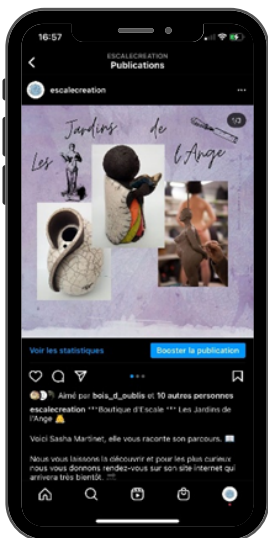 16:57
ESCALECREATION
Publications
escalecreation
1/3
Jardins de
Les l'Ange
Voir les statistiques
Booster la publication
Aimé par bois_d_oublis et 10 autres personnes
escalecreation ***Boutique d'Escale *** Les Jardins de
l'Ange
Voici Sasha Martinet, elle vous raconte son parcours.
Nous vous laissons la découvrir et pour les plus curieux
nous vous donnons rendez-vous sur son site internet qui
arrivera très bientôt.